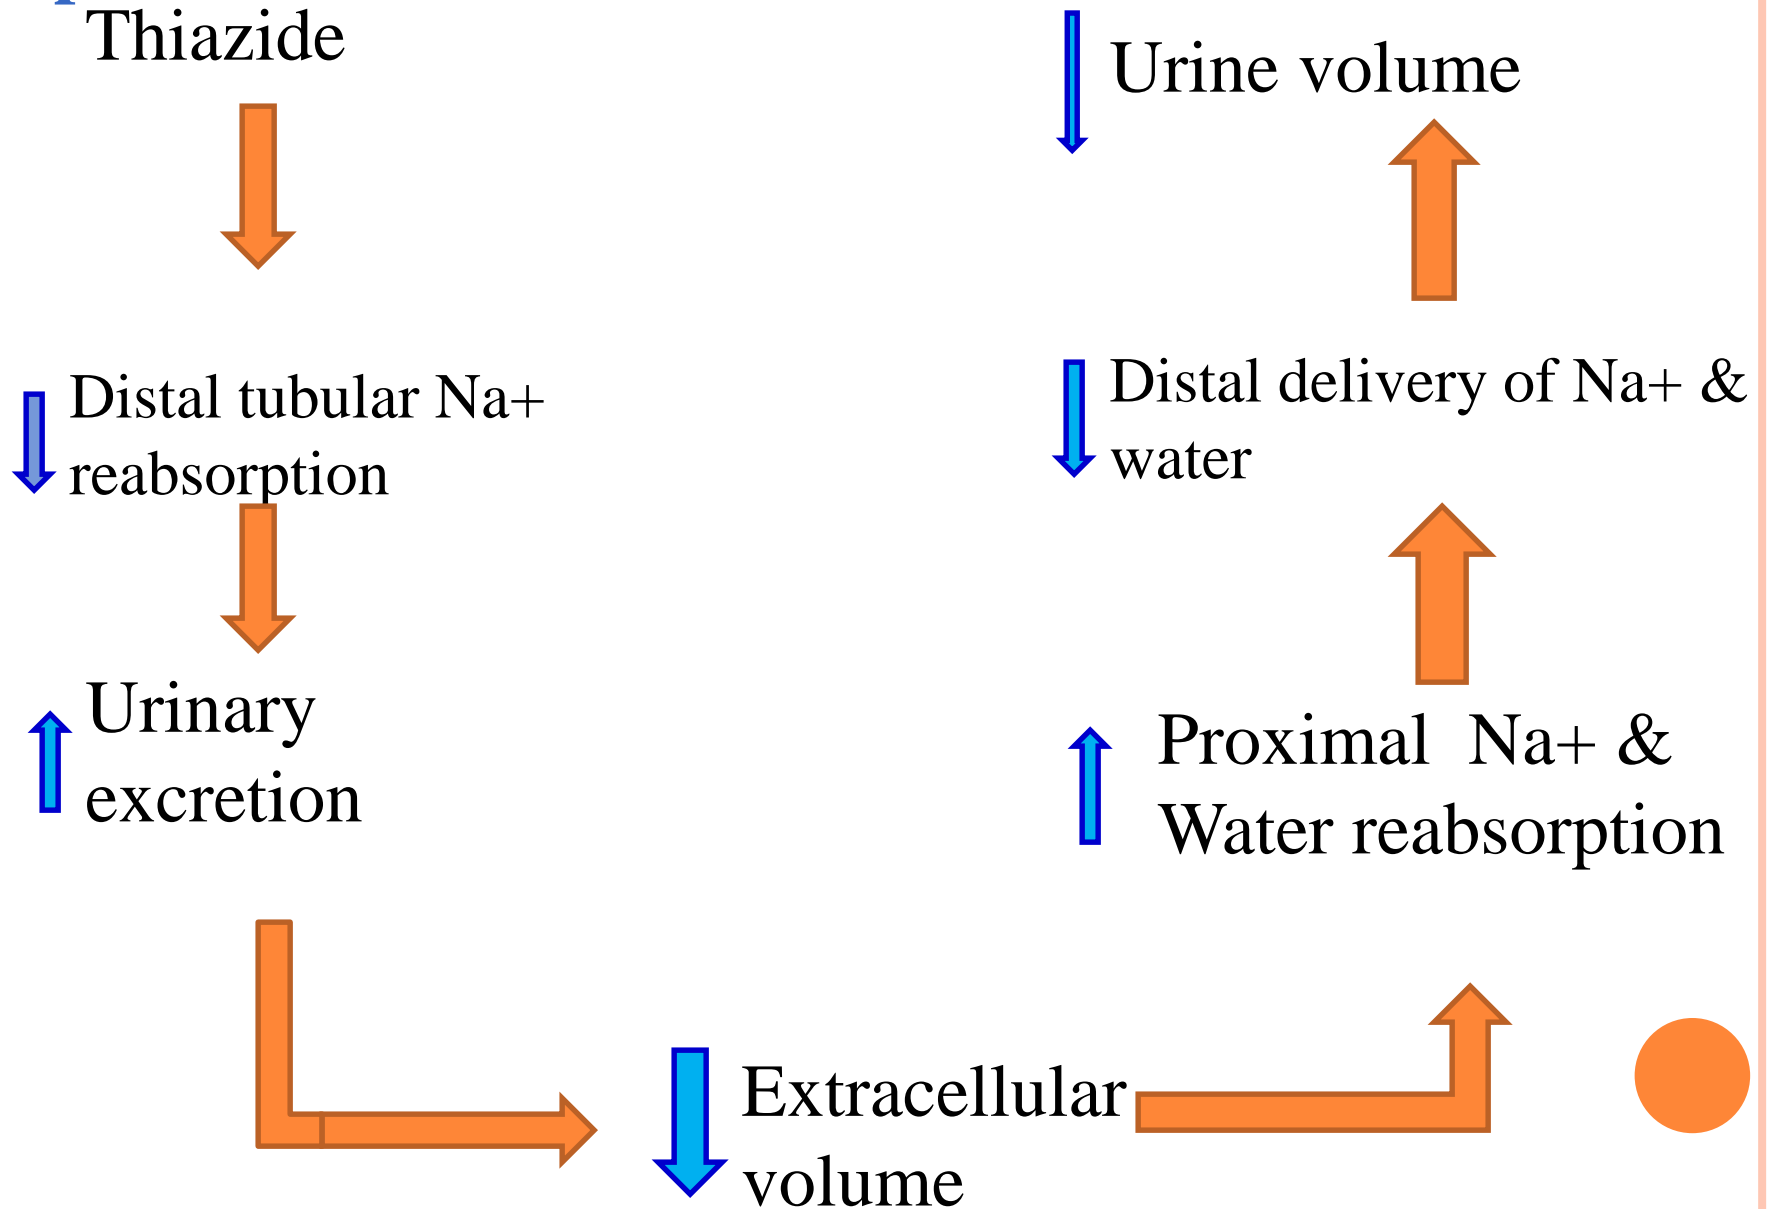 Thiazide
Distal tubular Na+
reabsorption
Urinary
excretion
Extracellular
volume
Proximal Na+ &
Water reabsorption
Distal delivery of Na+ &
water
Urine volume